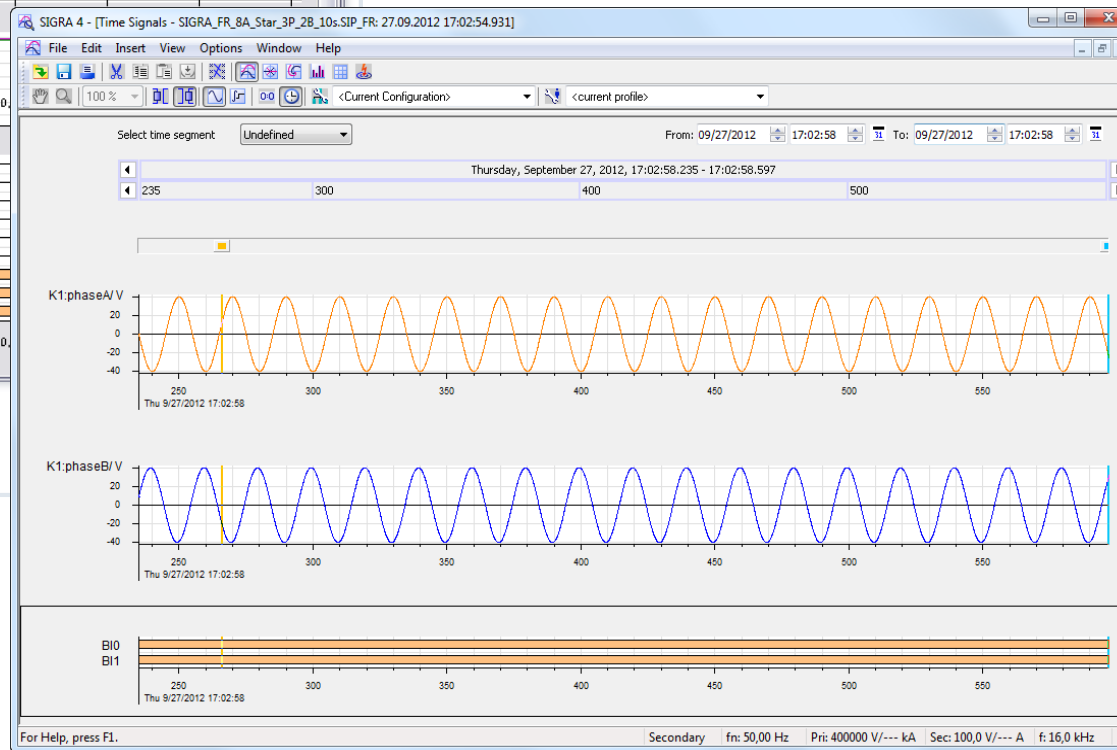 SIGRA 4 - [Time Signals - SIGRA_FR_8A_Star_3P_2B_10s.SIP_FR: 27.09.2012 17:02:54.931]
File Edit Insert View Options Window Help
100 % <Current Configuration> <current profile>
Select time segment Undefined From: 09/27/2012 17:02:58 31 To: 09/27/2012 17:02:58 31
Thursday, September 27, 2012, 17:02:58.235 - 17:02:58.597
235 300 400 500
K1:phaseA/ V
20
0
-20
-40
250 300 350 400 450 500 550
Thu 9/27/2012 17:02:58
K1:phaseB/ V
20
0
-20
-40
250 300 350 400 450 500 550
Thu 9/27/2012 17:02:58
BI0
BI1
250 300 350 400 450 500 550
Thu 9/27/2012 17:02:58
For Help, press F1. Secondary fn: 50,00 Hz Pri: 400000 V/--- kA Sec: 100,0 V/--- A f: 16,0 kHz